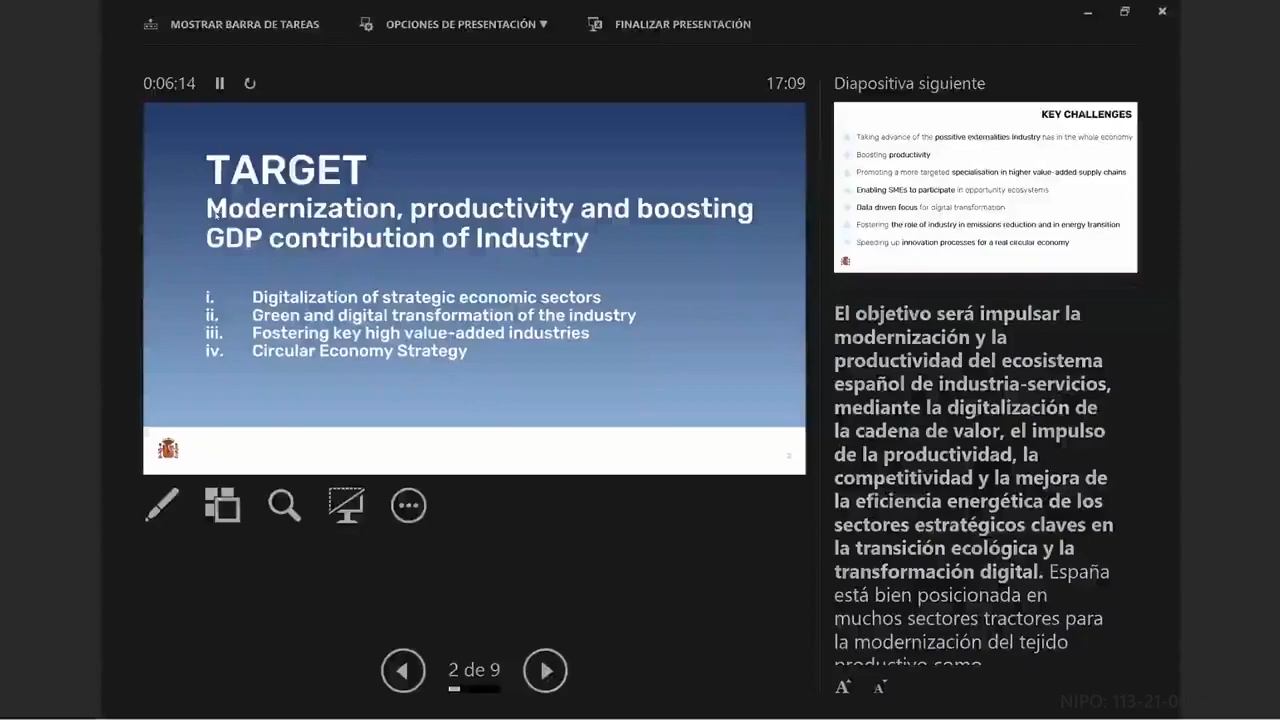 MOSTRAR BARRA DE TAREAS
OPCIONES DE PRESENTACIÓN ▼
FINALIZAR PRESENTACIÓN
0:06:14
17:09
TARGET
Modernization, productivity and boosting
GDP contribution of Industry
i. Digitalization of strategic economic sectors
ii. Green and digital transformation of the industry
iii. Fostering key high value-added industries
iv. Circular Economy Strategy
2 de 9
Diapositiva siguiente
KEY CHALLENGES
Taking advance of the possitive externalities Industry has in the whole economy
Boosting productivity
Promoting a more targeted specialisation in higher value-added supply chains
Enabling SMEs to participate in opportunity ecosystems
Data driven focus for digital transformation
Fostering the role of industry in emissions reduction and in energy transition
Speeding up innovation processes for a real circular economy
El objetivo será impulsar la
modernización y la
productividad del ecosistema
español de industria-servicios,
mediante la digitalización de
la cadena de valor, el impulso
de la productividad, la
competitividad y la mejora de
la eficiencia energética de los
sectores estratégicos claves en
la transición ecológica y la
transformación digital. España
está bien posicionada en
muchos sectores tractores para
la modernización del tejido
productivo como
A A
NIPO: 113-21-0